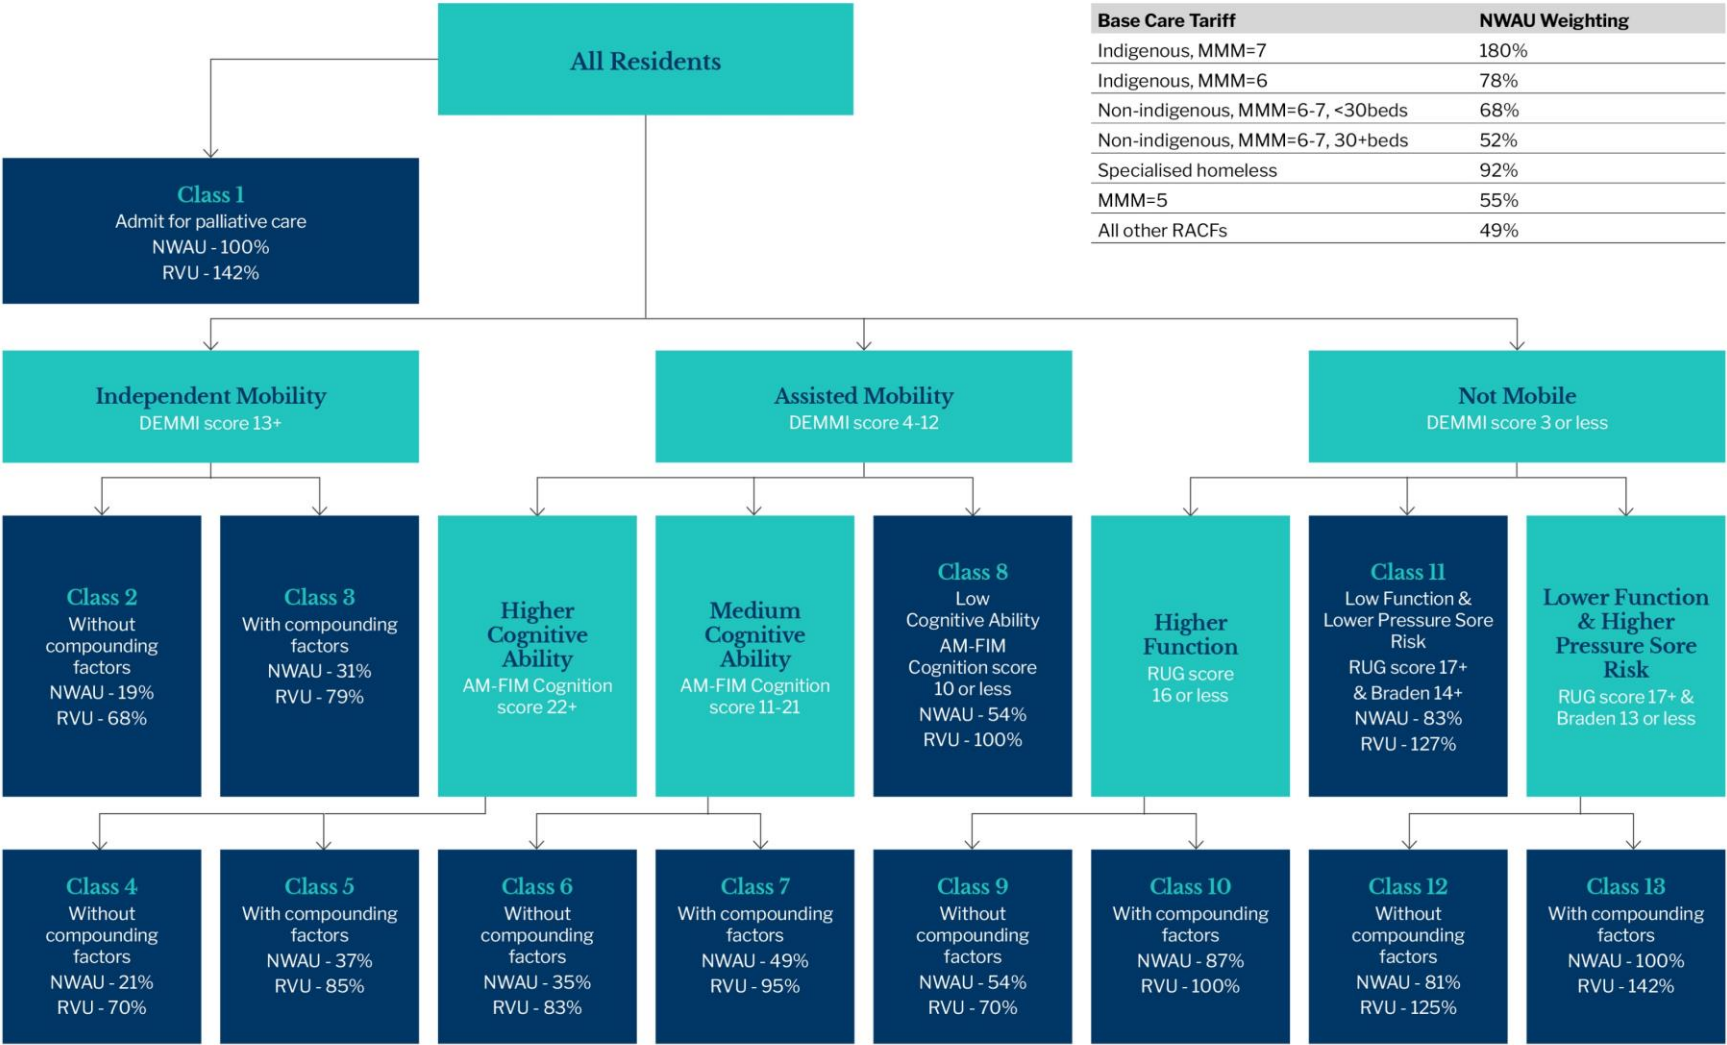 All Residents
Base Care Tariff NWAU Weighting
Indigenous, MMM=7 180%
Indigenous, MMM=6 78%
Non-indigenous, MMM=6-7, <30beds 68%
Non-indigenous, MMM=6-7, 30+beds 52%
Specialised homeless 92%
MMM=5 55%
All other RACFs 49%
Class 1
Admit for palliative care
NWAU - 100%
RVU - 142%
Independent Mobility
DEMMI score 13+
Assisted Mobility
DEMMI score 4-12
Not Mobile
DEMMI score 3 or less
Class 2
Without
compounding
factors
NWAU - 19%
RVU - 68%
Class 3
With compounding
factors
NWAU - 31%
RVU - 79%
Higher
Cognitive
Ability
AM-FIM Cognition
score 22+
Medium
Cognitive
Ability
AM-FIM Cognition
score 11-21
Class 8
Low
Cognitive Ability
AM-FIM
Cognition score
10 or less
NWAU - 54%
RVU - 100%
Higher
Function
RUG score
16 or less
Class 11
Low Function &
Lower Pressure Sore
Risk
RUG score 17+
& Braden 14+
NWAU - 83%
RVU - 127%
Lower Function
& Higher
Pressure Sore
Risk
RUG score 17+ &
Braden 13 or less
Class 4
Without
compounding
factors
NWAU - 21%
RVU - 70%
Class 5
With compounding
factors
NWAU - 37%
RVU - 85%
Class 6
Without
compounding
factors
NWAU - 35%
RVU - 83%
Class 7
With compounding
factors
NWAU - 49%
RVU - 95%
Class 9
Without
compounding
factors
NWAU - 54%
RVU - 70%
Class 10
With compounding
factors
NWAU - 87%
RVU - 100%
Class 12
Without
compounding
factors
NWAU - 81%
RVU - 125%
Class 13
With compounding
factors
NWAU - 100%
RVU - 142%